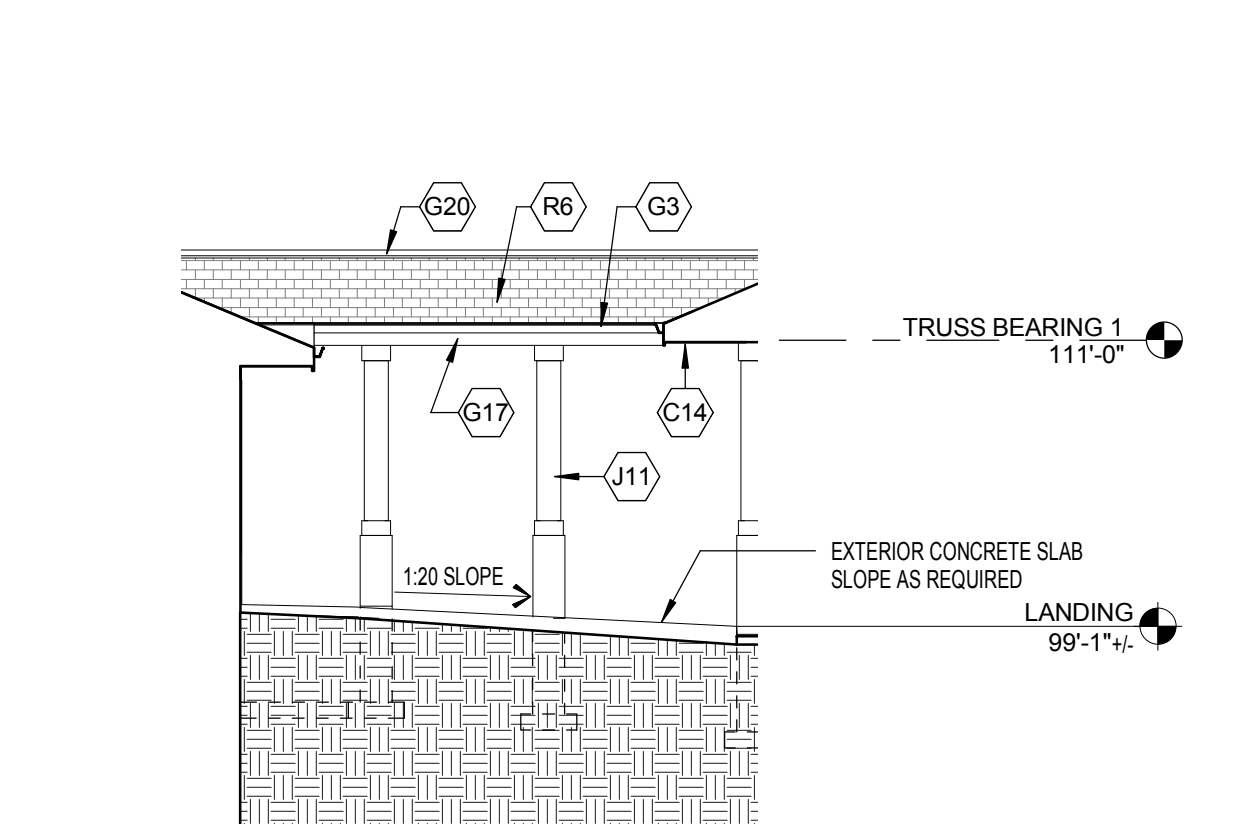 G20
R6
G3
TRUSS BEARING 1
111'-0"
G17
C14
J11
EXTERIOR CONCRETE SLAB
SLOPE AS REQUIRED
1:20 SLOPE
LANDING
99'-1"+/-